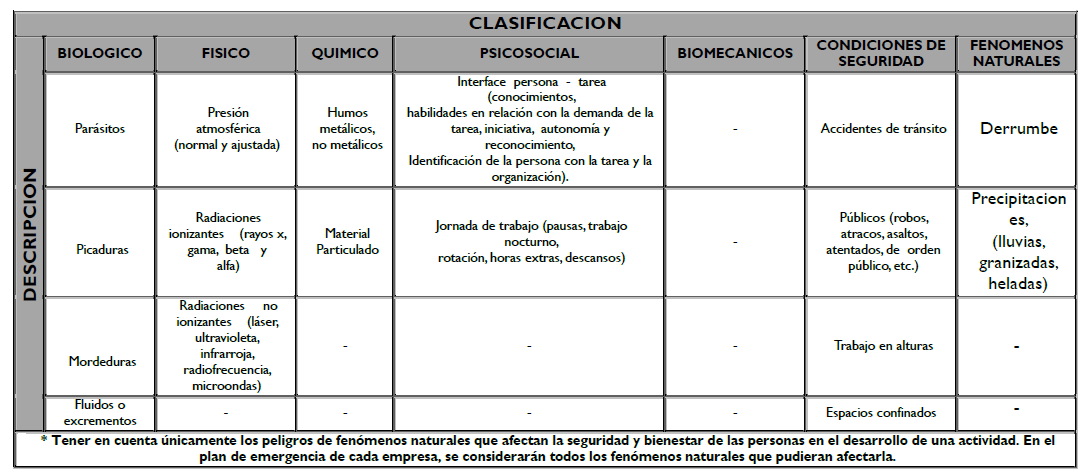 CLASIFICACION
BIOLOGICO
FISICO
QUIMICO
PSICOSOCIAL
BIOMECANICOS
CONDICIONES DE
SEGURIDAD
FENOMENOS
NATURALES
DESCRIPCION
Parásitos
Presión
atmosférica
(normal y ajustada)
Humos
metálicos,
no metálicos
Interface persona - tarea
(conocimientos,
habilidades en relación con la demanda de la
tarea, iniciativa, autonomía y
reconocimiento,
Identificación de la persona con la tarea y la
organización).
-
Accidentes de tránsito
Derrumbe
Picaduras
Radiaciones
ionizantes (rayos x,
gama, beta y
alfa)
Material
Particulado
Jornada de trabajo (pausas, trabajo
nocturno,
rotación, horas extras, descansos)
-
Públicos (robos,
atracos, asaltos,
atentados, de orden
público, etc.)
Precipitacion
es,
(lluvias,
granizadas,
heladas)
Mordeduras
Radiaciones no
ionizantes (láser,
ultravioleta,
infrarroja,
radiofrecuencia,
microondas)
-
-
-
Trabajo en alturas
-
Fluidos o
excrementos
-
-
-
-
Espacios confinados
-
* Tener en cuenta únicamente los peligros de fenómenos naturales que afectan la seguridad y bienestar de las personas en el desarrollo de una actividad. En el
plan de emergencia de cada empresa, se considerarán todos los fenómenos naturales que pudieran afectarla.